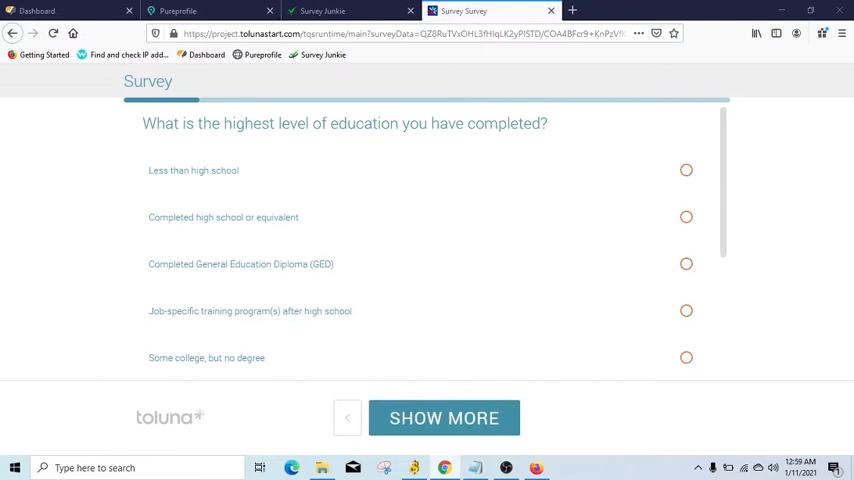 Dashboard
Pureprofile
Survey Junkie
Survey Survey
https://project.tolunastart.com/tqsruntime/main?surveyData=
Getting Started
Find and check IP add...
Dashboard
Pureprofile
Survey Junkie
Survey
What is the highest level of education you have completed?
Less than high school
Completed high school or equivalent
Completed General Education Diploma (GED)
Job-specific training program(s) after high school
Some college, but no degree
toluna
SHOW MORE
Type here to search
12:59 AM
1/11/2021